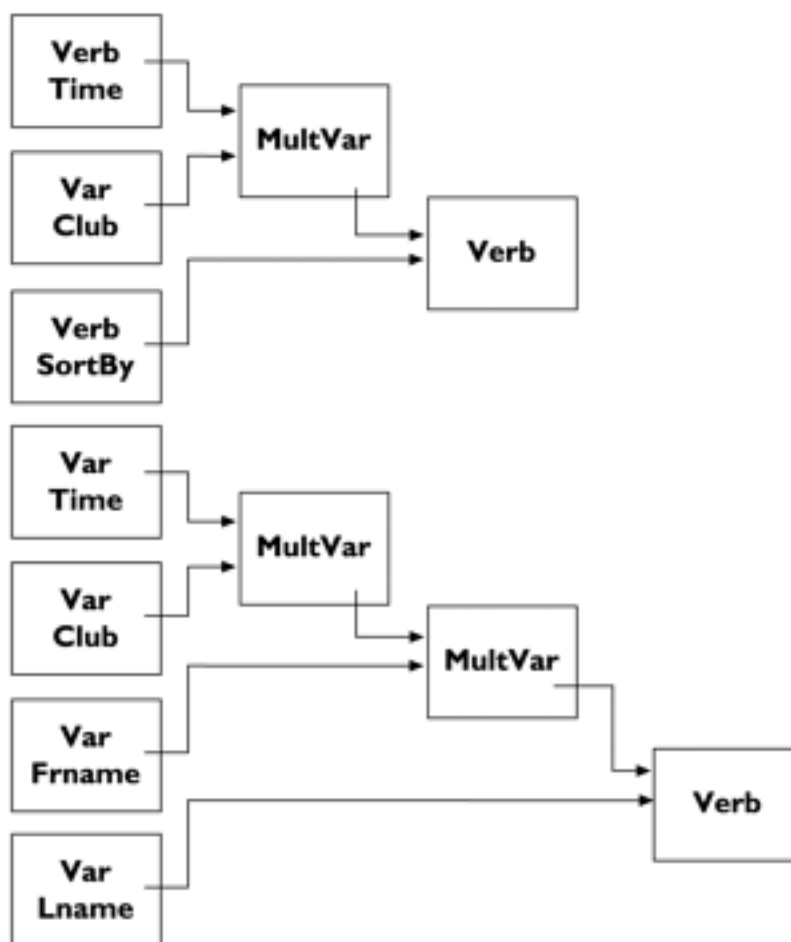 Verb
Time
MultVar
Var
Club
Verb
Verb
SortBy
Var
Time
MultVar
Var
Club
MultVar
Var
Frname
Verb
Var
Lname